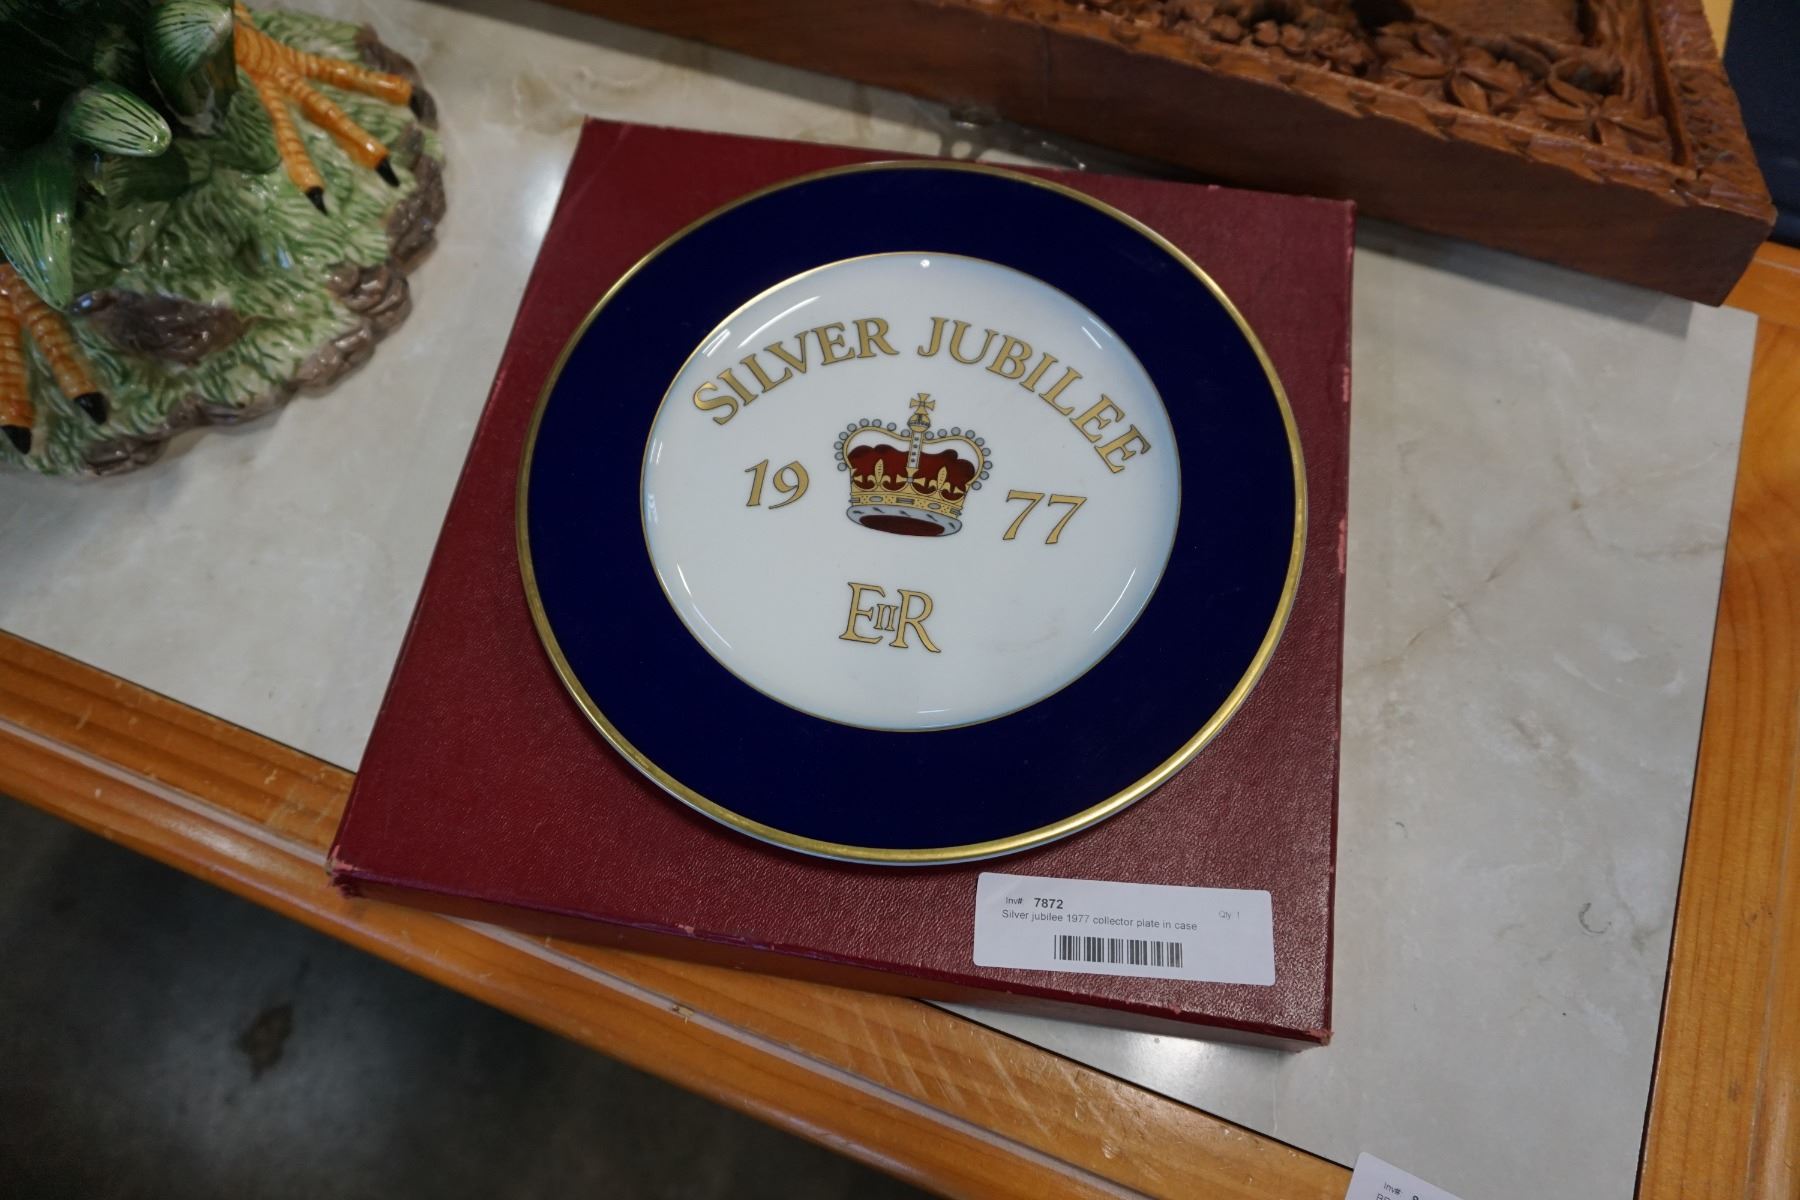 SILVER JUBILEE
19 77
EIIR
Inv# 7872
Qty 1
Silver jubilee 1977 collector plate in case
Inv#